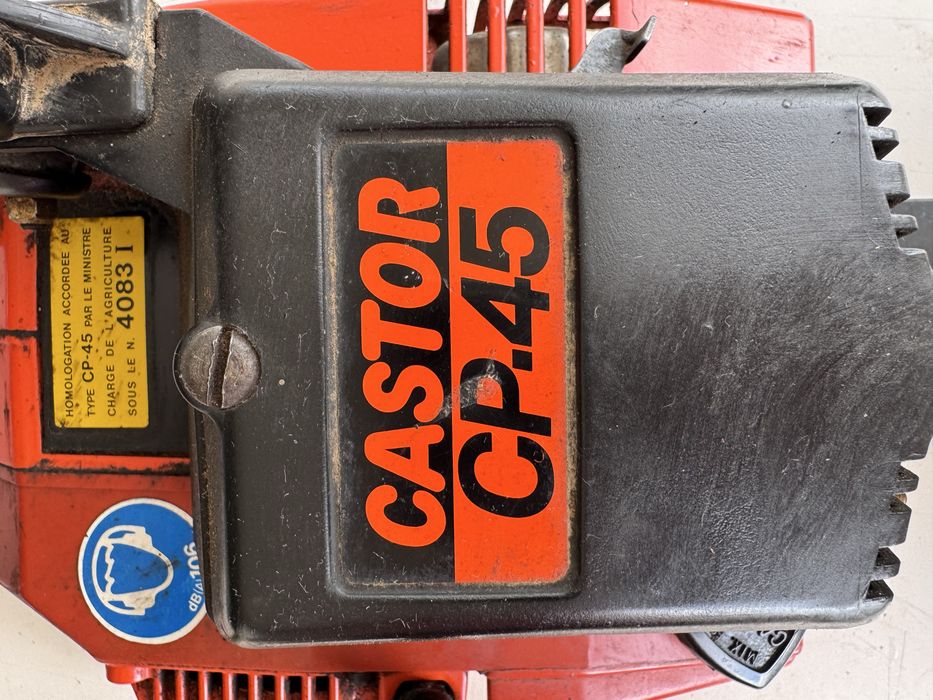 CASTOR
CP-45
HOMOLOGATION ACCORDEE AU
TYPE CP-45 PAR LE MINISTRE
CHARGE DE L'AGRICULTURE
SOUS LE N. 4083 I
dB(A)106
MIX